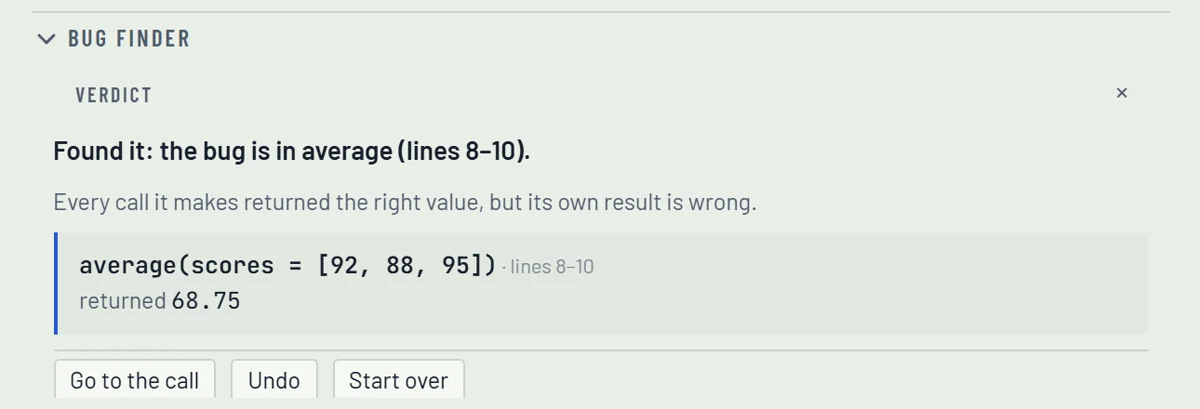 BUG FINDER
VERDICT
×
Found it: the bug is in average (lines 8–10).
Every call it makes returned the right value, but its own result is wrong.
average(scores = [92, 88, 95]) · lines 8–10
returned 68.75
Go to the call Undo Start over